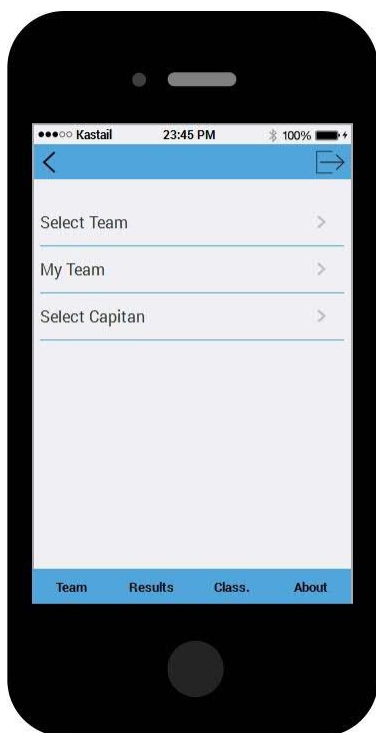 Kastail 23:45 PM 100%
Select Team
My Team
Select Capitan
Team Results Class. About